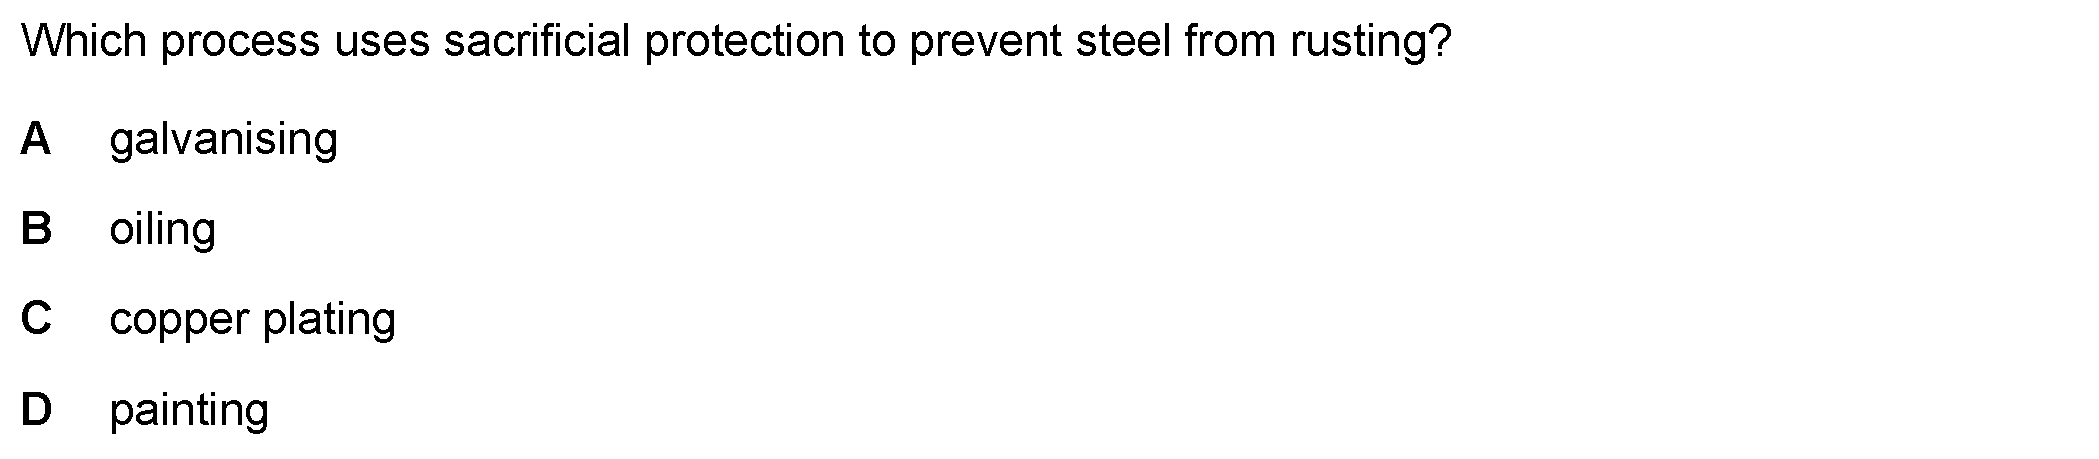 Which process uses sacrificial protection to prevent steel from rusting?
A galvanising
B oiling
C copper plating
D painting